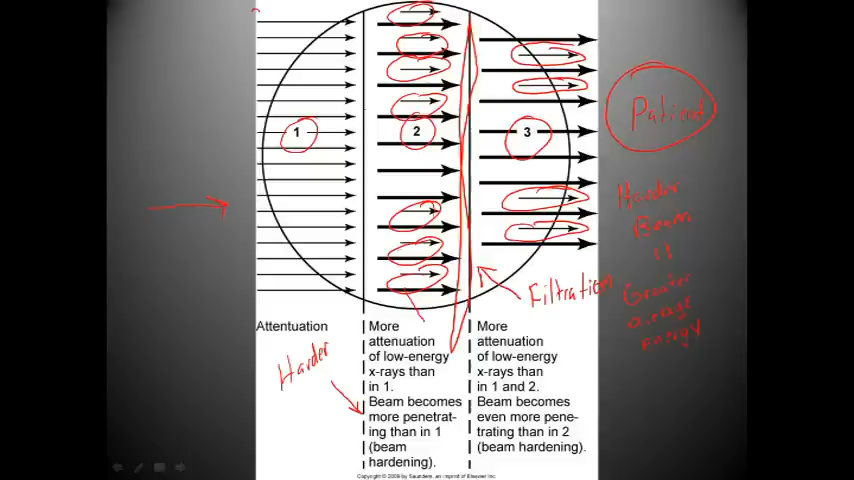 1
2
3
Patient
Harder
Beam
Filtration
Greater
average
energy
Attentuation
Harder
More
attenuation
of low-energy
x-rays than
in 1.
Beam becomes
more penetrat-
ing than in 1
(beam
hardening).
More
attenuation
of low-energy
x-rays than
in 1 and 2.
Beam becomes
even more pene-
trating than in 2
(beam hardening).
Copyright © 2009 by Saunders, an imprint of Elsevier Inc.